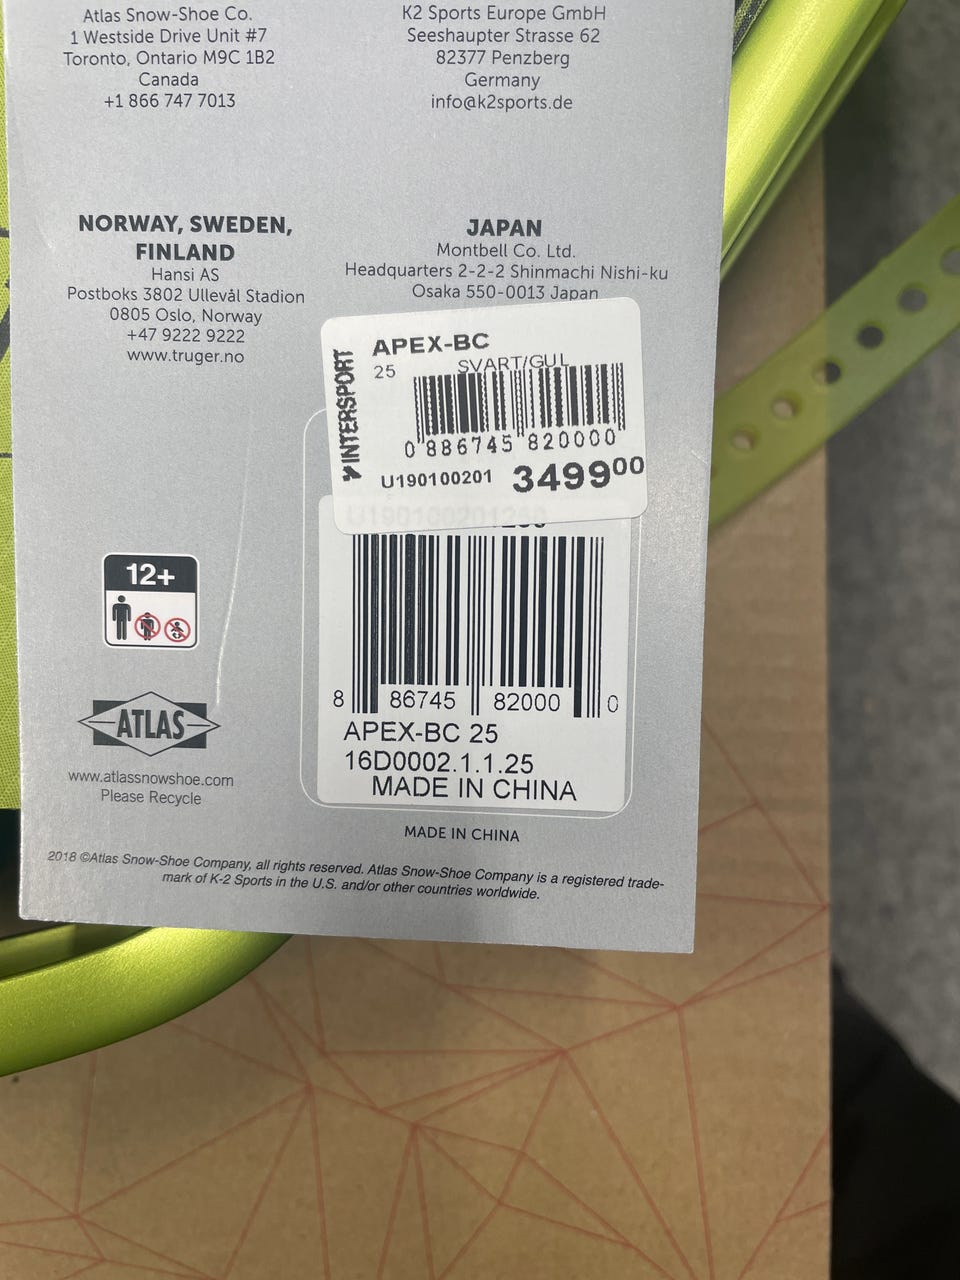 Atlas Snow-Shoe Co.
1 Westside Drive Unit #7
Toronto, Ontario M9C 1B2
Canada
+1 866 747 7013
K2 Sports Europe GmbH
Seeshaupter Strasse 62
82377 Penzberg
Germany
info@k2sports.de
NORWAY, SWEDEN,
FINLAND
Hansi AS
Postboks 3802 Ullevål Stadion
0805 Oslo, Norway
+47 9222 9222
www.truger.no
JAPAN
Montbell Co. Ltd.
Headquarters 2-2-2 Shinmachi Nishi-ku
Osaka 550-0013 Japan
INTERSPORT
APEX-BC
25 SVART/GUL
0 886745 820000
U190100201 349900
12+
ATLAS
www.atlassnowshoe.com
Please Recycle
8 86745 82000 0
APEX-BC 25
16D0002.1.1.25
MADE IN CHINA
MADE IN CHINA
2018 ©Atlas Snow-Shoe Company, all rights reserved. Atlas Snow-Shoe Company is a registered trade-
mark of K-2 Sports in the U.S. and/or other countries worldwide.